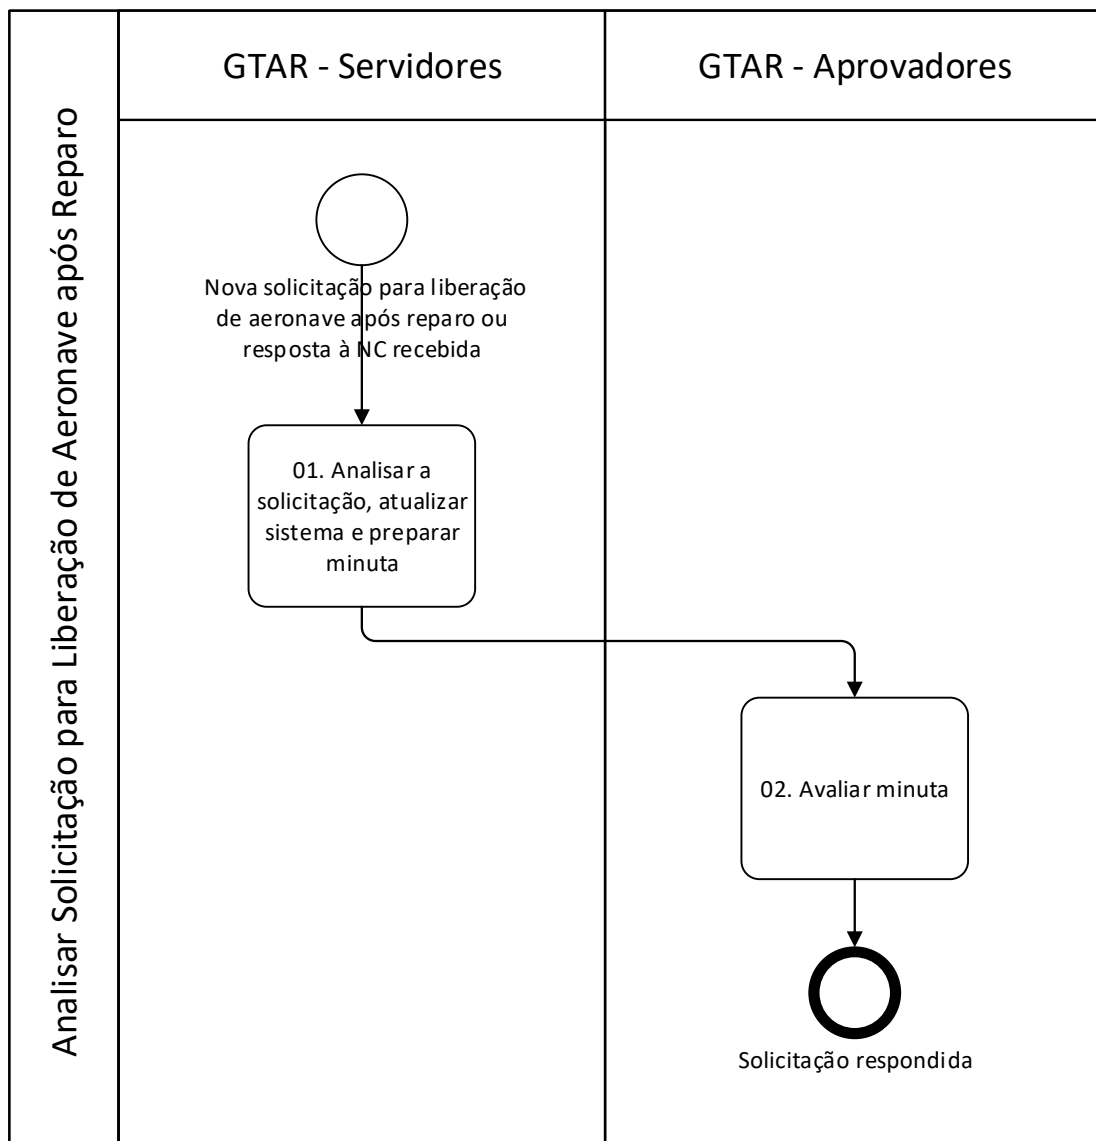 Analisar Solicitação para Liberação de Aeronave após Reparo
GTAR - Servidores
GTAR - Aprovadores
Nova solicitação para liberação
de aeronave após reparo ou
resposta à NC recebida
01. Analisar a
solicitação, atualizar
sistema e preparar
minuta
02. Avaliar minuta
Solicitação respondida